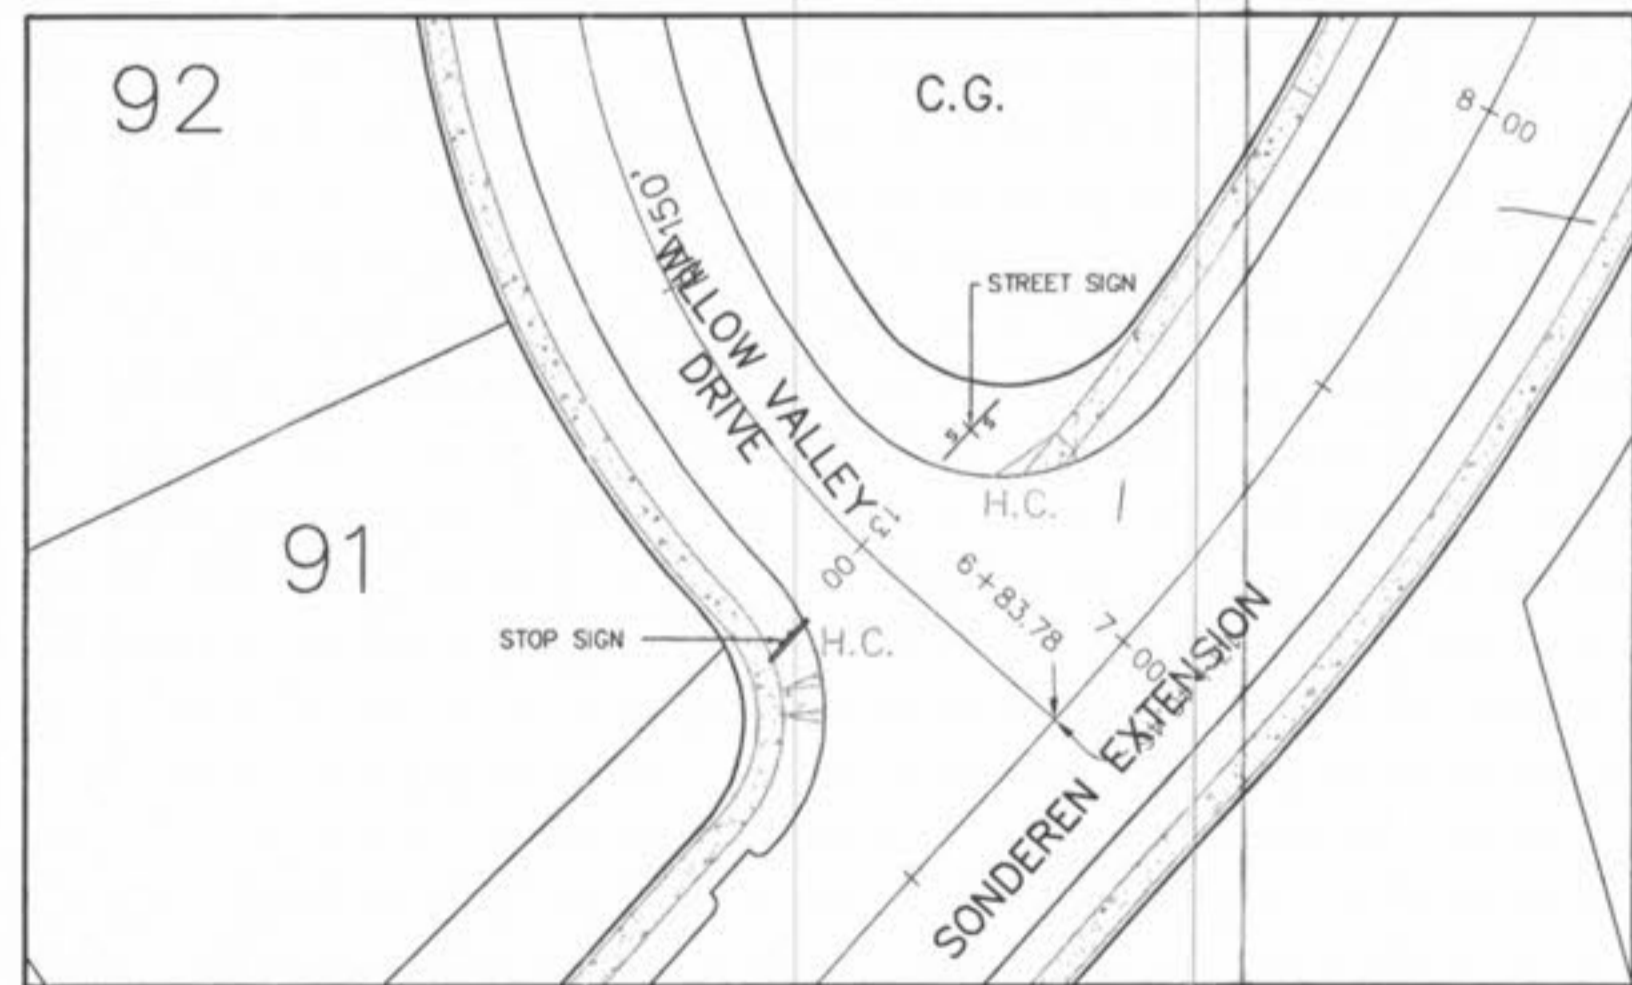 92
C.G.
8+00
150'
STREET SIGN
WILLOW VALLEY
DRIVE
91
13
00
H.C.
6+83.78
7+00
STOP SIGN
H.C.
SONDEREN EXTENSION
S S